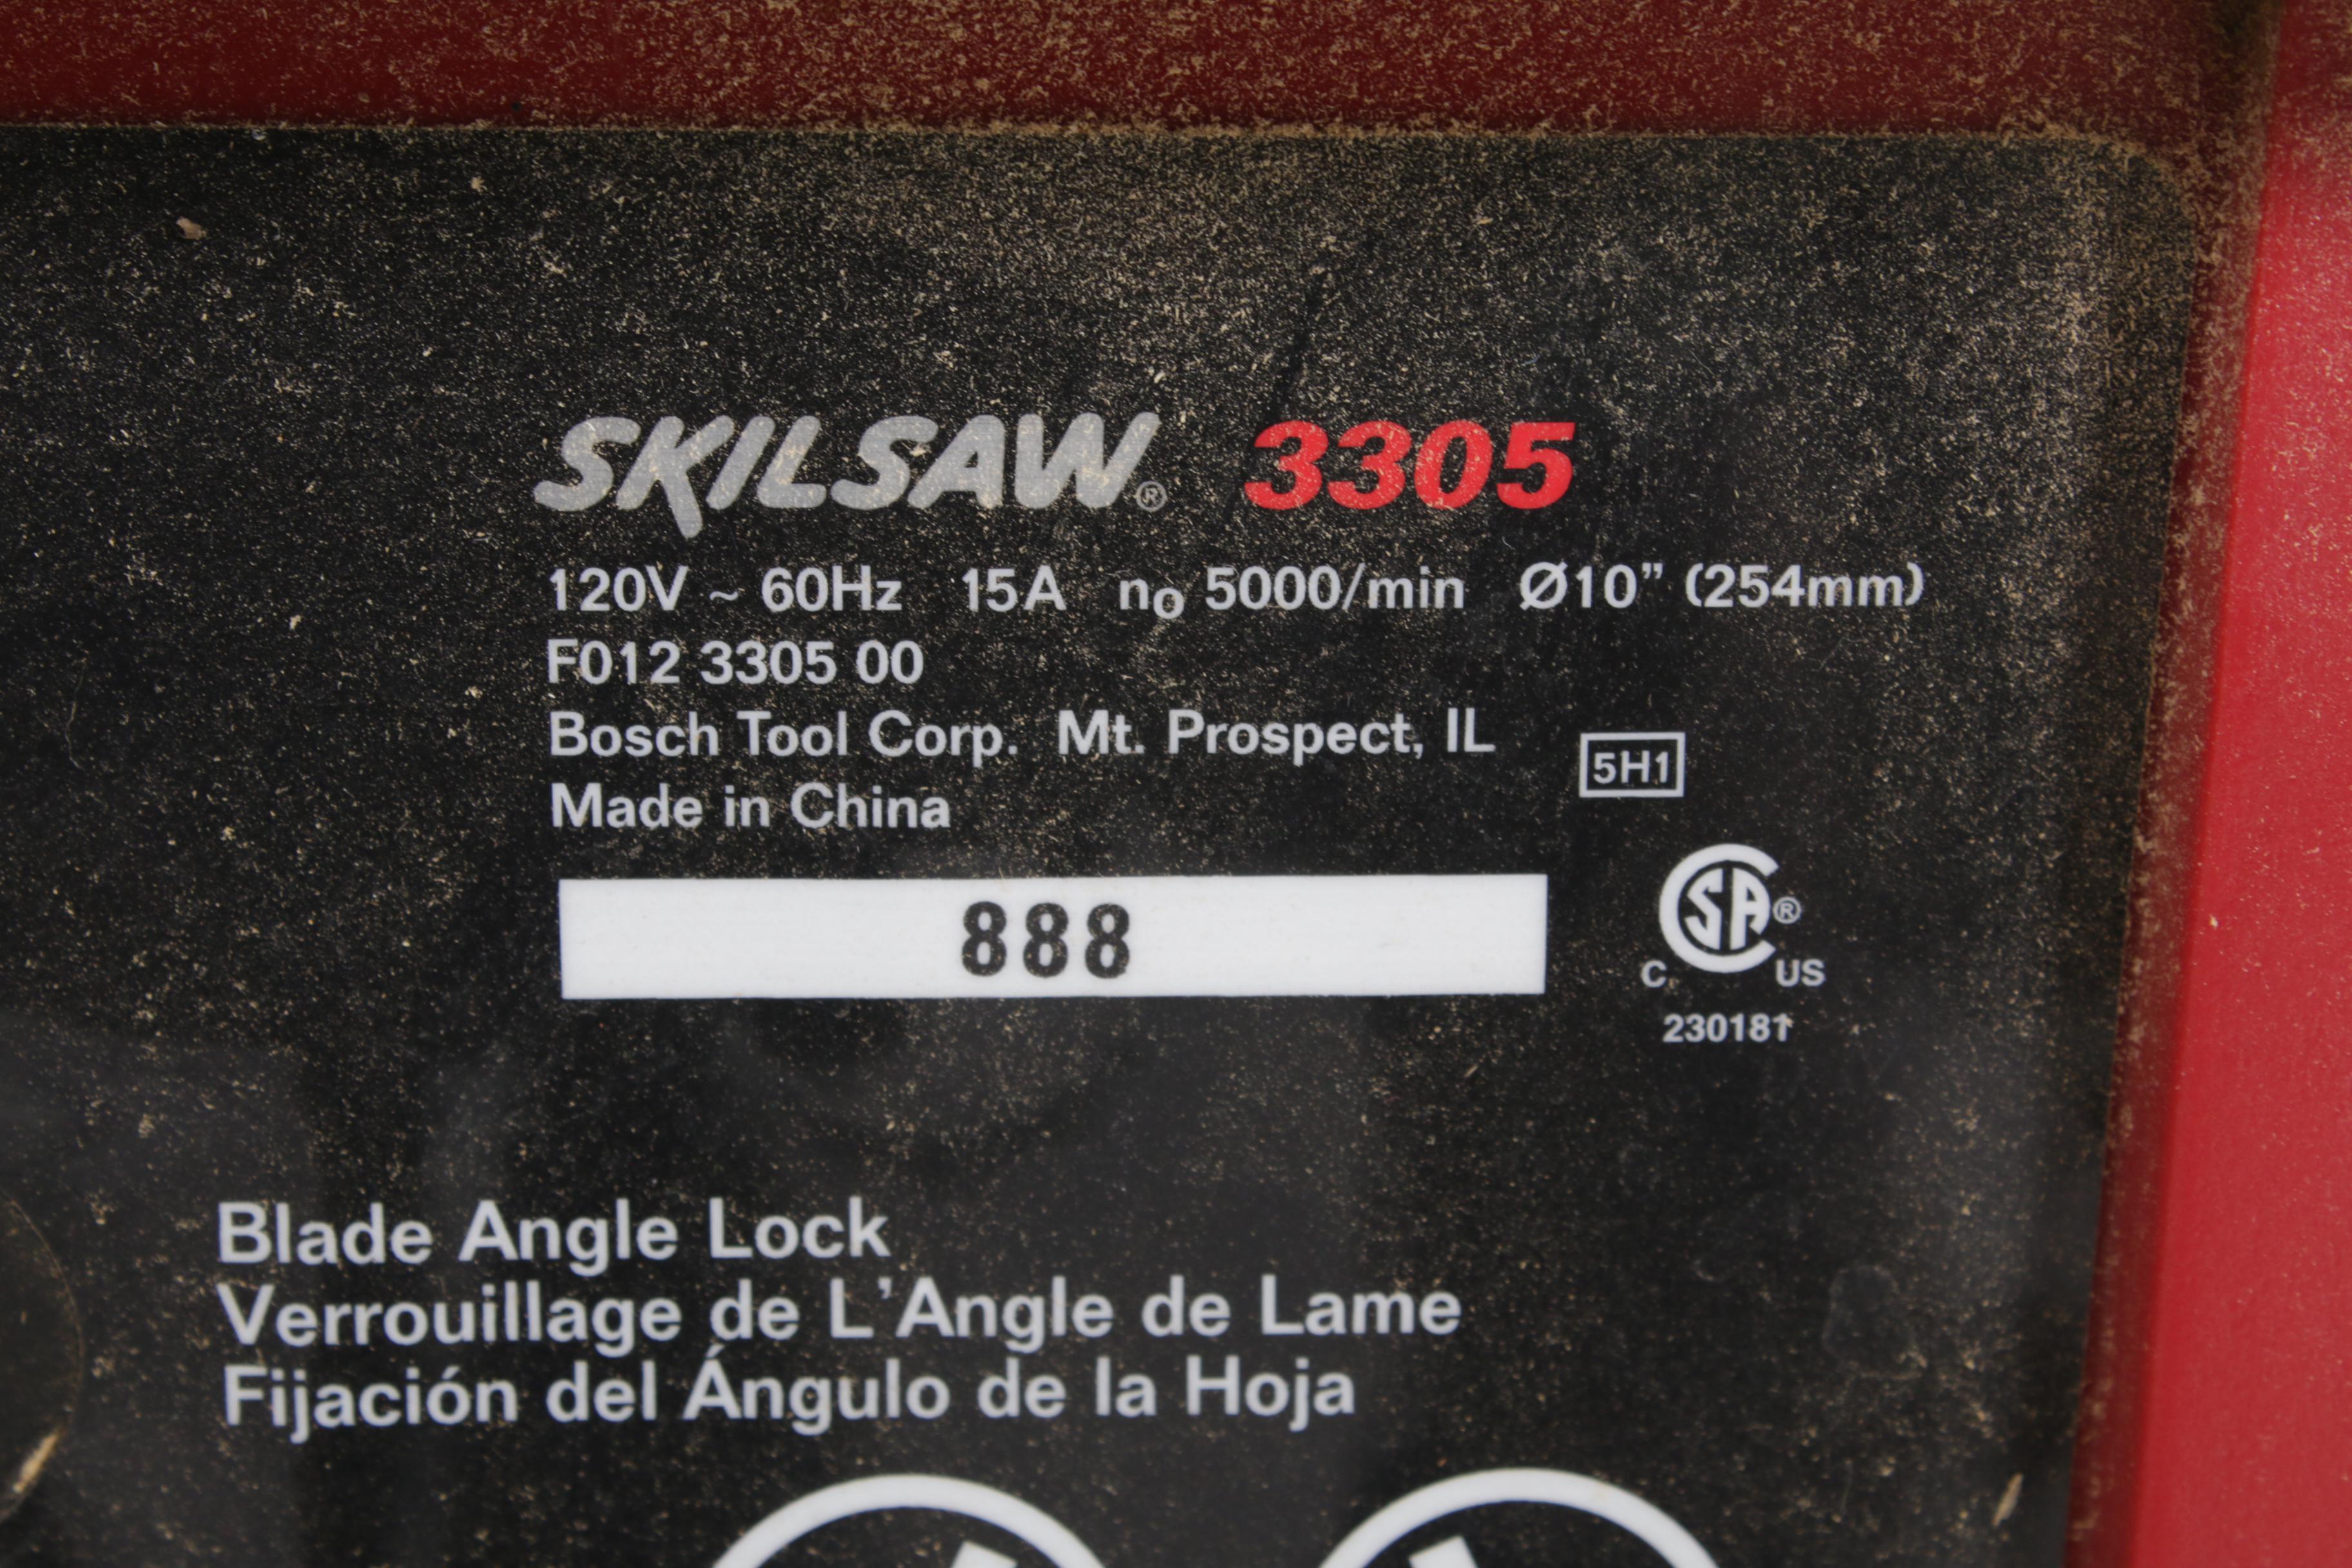 SKILSAW® 3305
120V ~ 60Hz 15A n₀ 5000/min Ø10" (254mm)
F012 3305 00
Bosch Tool Corp. Mt. Prospect, IL
5H1
Made in China
888
CSA®
C US
230181
Blade Angle Lock
Verrouillage de L'Angle de Lame
Fijación del Ángulo de la Hoja